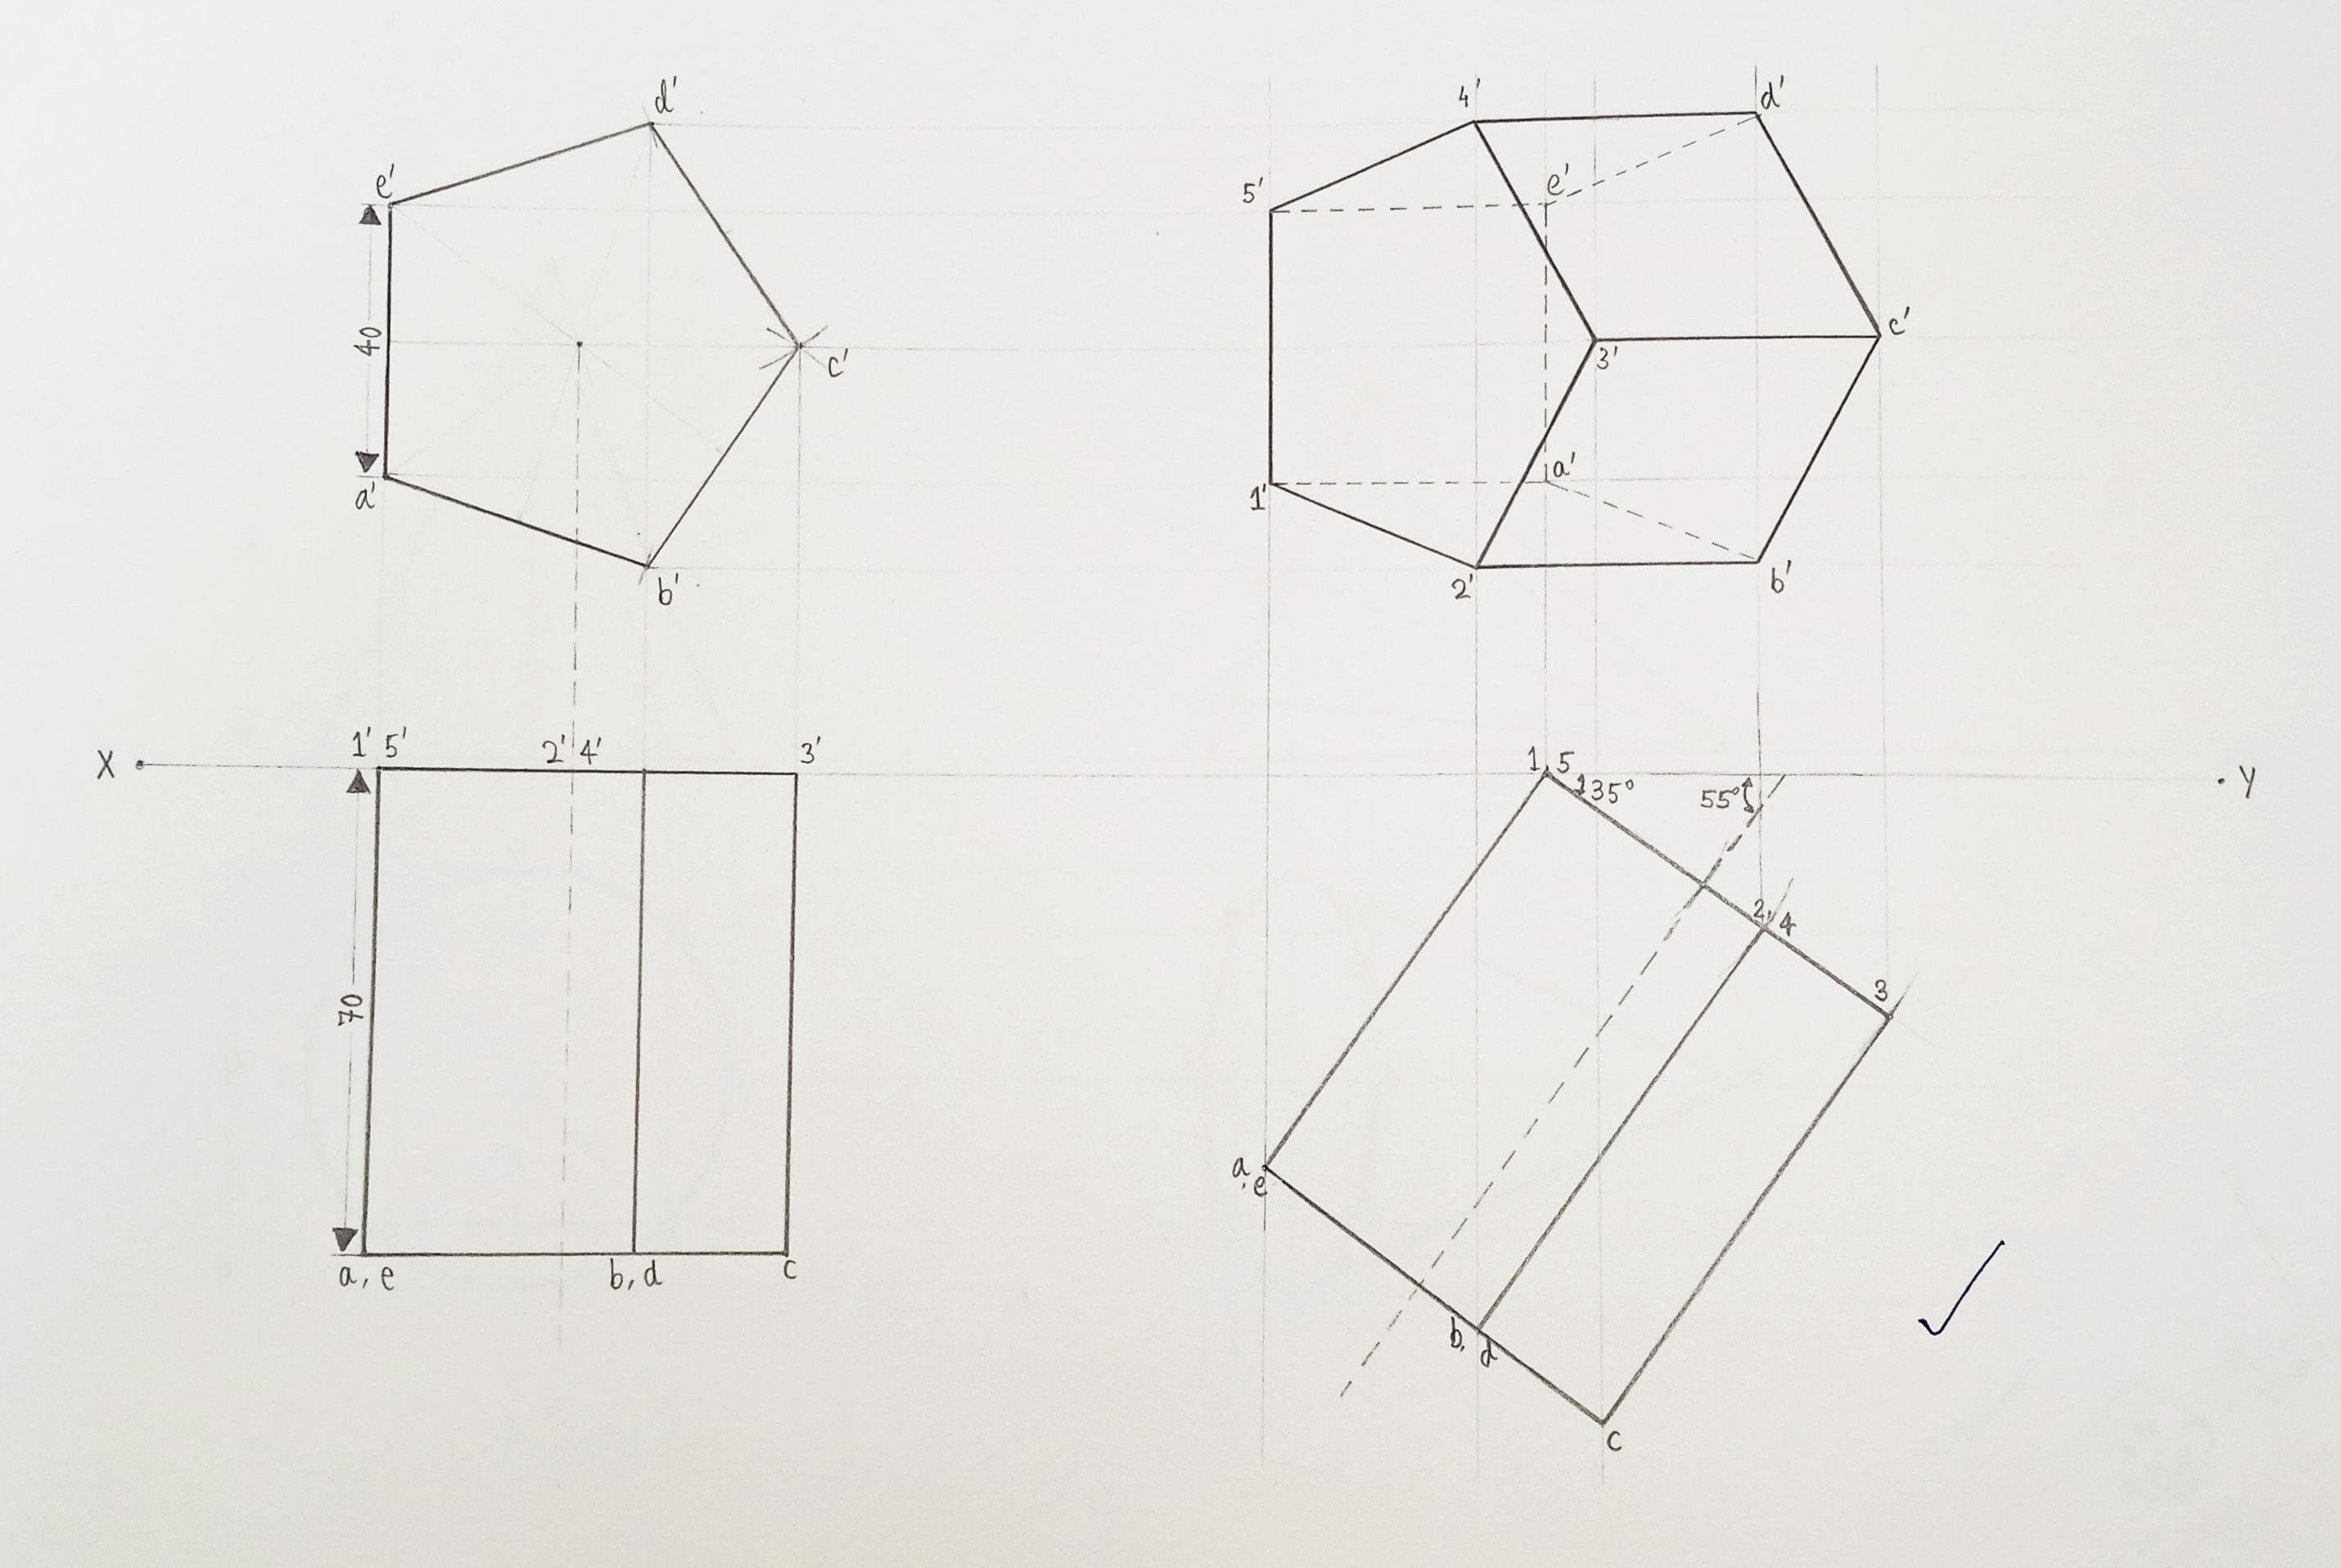 d'
e'
40
a'
c'
b'
4'
d'
5'
e'
3'
c'
1'
a'
2'
b'
X
1' 5'
2' 4'
3'
1,5
35°
55°
Y
70
2,4
3
a, e
b, d
c
a,e
b, d
c